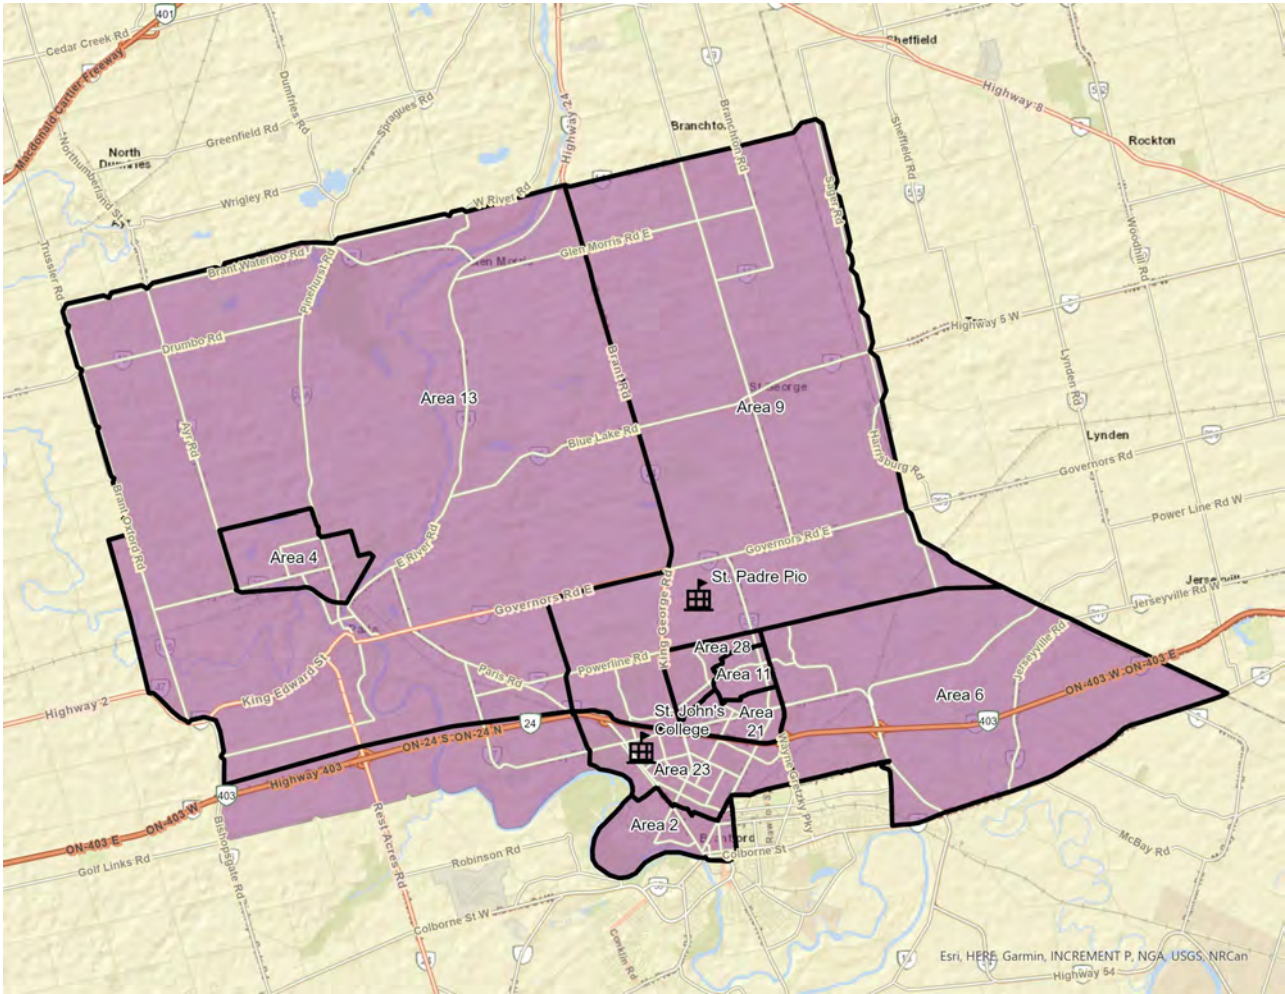 401
Cedar Creek Rd
Sheffield
Macdonald Cartier Freeway
Dumfries Rd
Spragues Rd
Highway 24
Highway 8
Greenfield Rd
Branchton Rd
Sheffield Rd
Rockton
North
Northumberland St
Wrigley Rd
W River Rd
Sager Rd
Woodhill Rd
Trussler Rd
Brant Waterloo Rd
Glen Morris Rd E
Pinehurst Rd
Drumbo Rd
Highway 5 W
Brant Rd
Lynden Rd
St George
Area 13
Area 9
Ayr Rd
Blue Lake Rd
Harrisburg Rd
Lynden
Governors Rd
Brant Oxford Rd
Power Line Rd W
Governors Rd E
E River Rd
Area 4
St. Padre Pio
Governors Rd E
King George Rd
Jerseyville Rd W
Jerseyville Rd
Paris Rd
Powerline Rd
Area 28
Area 11
King Edward St
Highway 2
Area 6
ON-403 W ON-403 E
St. John's
College
Area
21
24
403
ON-24 S ON-24 N
Highway 403
Area 23
Wayne Gretzky Pky
403
ON-403 W
ON-403 E
Bishopsgate Rd
Rest Acres Rd
Area 2
Golf Links Rd
Robinson Rd
Colborne St
McBay Rd
Colborne St W
Conklin Rd
Esri, HERE, Garmin, INCREMENT P, NGA, USGS, NRCan
Highway 54